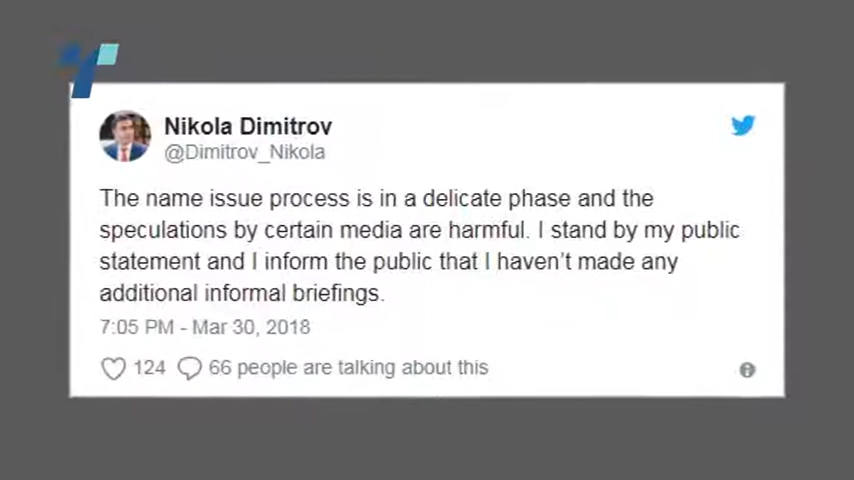 Nikola Dimitrov
@Dimitrov_Nikola
The name issue process is in a delicate phase and the
speculations by certain media are harmful. I stand by my public
statement and I inform the public that I haven't made any
additional informal briefings.
7:05 PM - Mar 30, 2018
124 66 people are talking about this